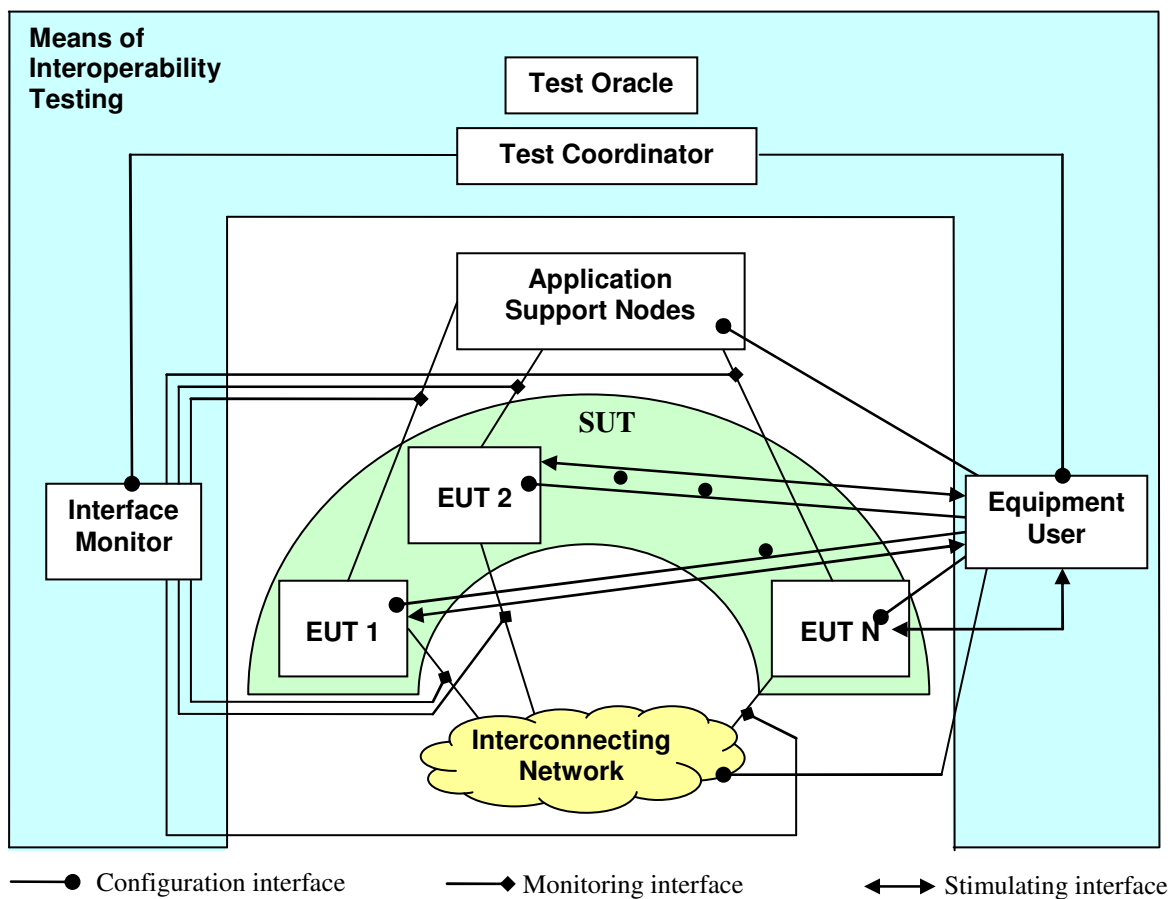 Means of
Interoperability
Testing
Test Oracle
Test Coordinator
Application
Support Nodes
SUT
EUT 2
Interface
Monitor
Equipment
User
EUT 1
EUT N
Interconnecting
Network
Configuration interface
Monitoring interface
Stimulating interface